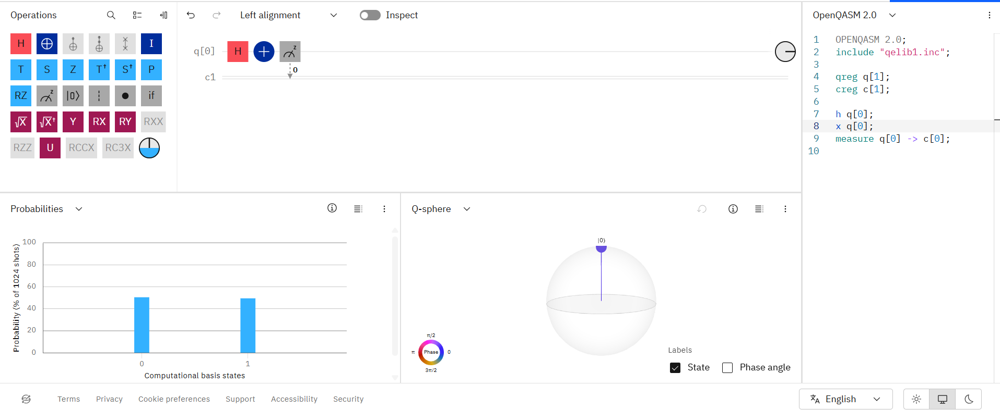 Operations
Left alignment
Inspect
OpenQASM 2.0
H I
T S Z T† S† P
RZ z |0⟩ if
√X √X† Y RX RY RXX
RZZ U RCCX RC3X
q[0] H + z
0
c1
1 OPENQASM 2.0;
2 include "qelib1.inc";
3
4 qreg q[1];
5 creg c[1];
6
7 h q[0];
8 x q[0];
9 measure q[0] -> c[0];
10
Probabilities
Probability (% of 1024 shots)
100
80
60
40
20
0
0 1
Computational basis states
Q-sphere
|0⟩
π/2
π Phase 0
3π/2
Labels
State Phase angle
Terms Privacy Cookie preferences Support Accessibility Security
English